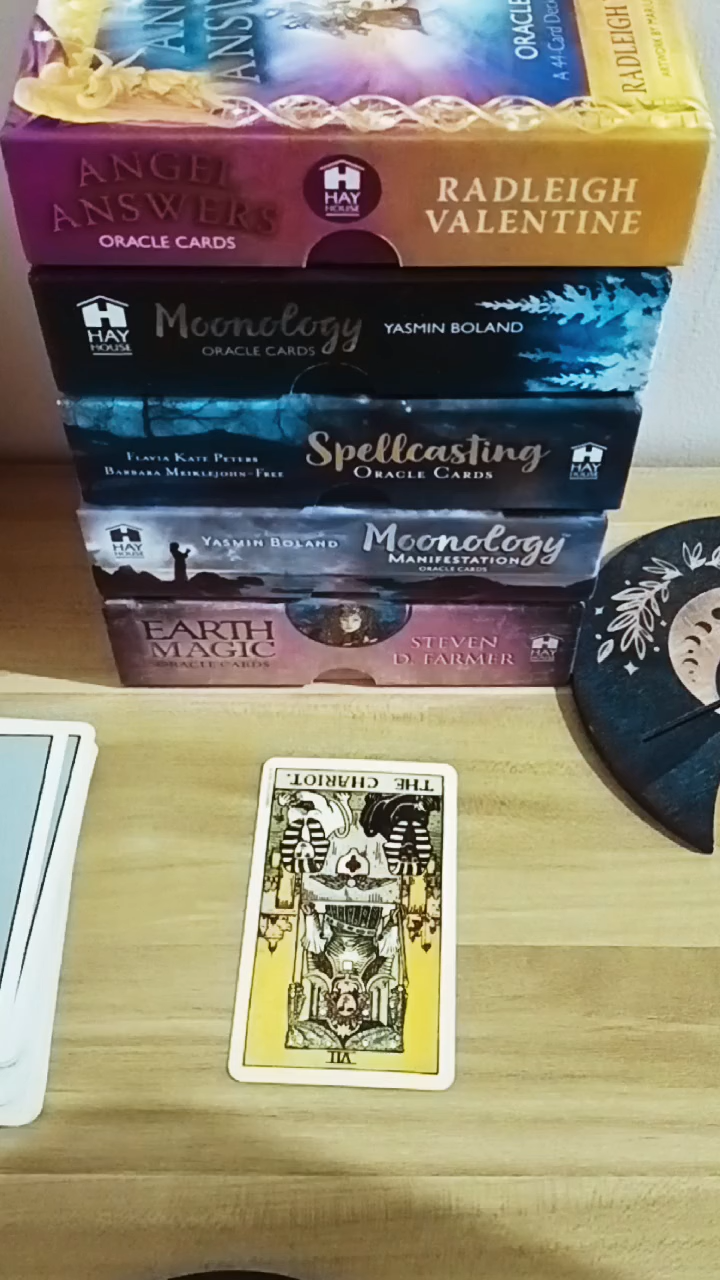 ORACLE
A 44-Card Deck
RADLEIGH
ANGEL
ANSWERS
ORACLE CARDS
HAY
HOUSE
RADLEIGH
VALENTINE
HAY
HOUSE
Moonology
ORACLE CARDS
YASMIN BOLAND
FLAVIA KATE PETERS
BARBARA MEIKLEJOHN-FREE
Spellcasting
ORACLE CARDS
HAY
HOUSE
HAY
HOUSE
YASMIN BOLAND
Moonology™
MANIFESTATION
ORACLE CARDS
EARTH
MAGIC
ORACLE CARDS
STEVEN
D. FARMER
HAY
HOUSE
THE CHARIOT.
VII